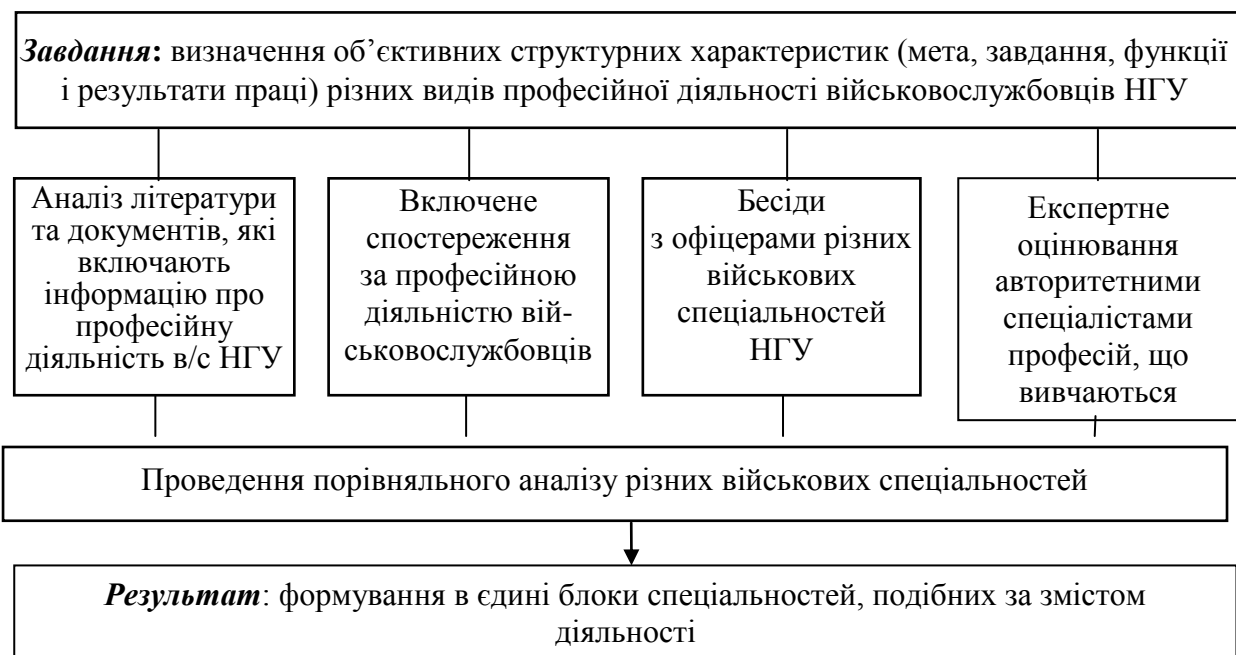 Завдання: визначення об’єктивних структурних характеристик (мета, завдання, функції
і результати праці) різних видів професійної діяльності військовослужбовців НГУ
Аналіз літератури
та документів, які
включають
інформацію про
професійну
діяльність в/с НГУ
Включене
спостереження
за професійною
діяльністю вій-
ськовослужбовців
Бесіди
з офіцерами різних
військових
спеціальностей
НГУ
Експертне
оцінювання
авторитетними
спеціалістами
професій, що
вивчаються
Проведення порівняльного аналізу різних військових спеціальностей
Результат: формування в єдині блоки спеціальностей, подібних за змістом
діяльності